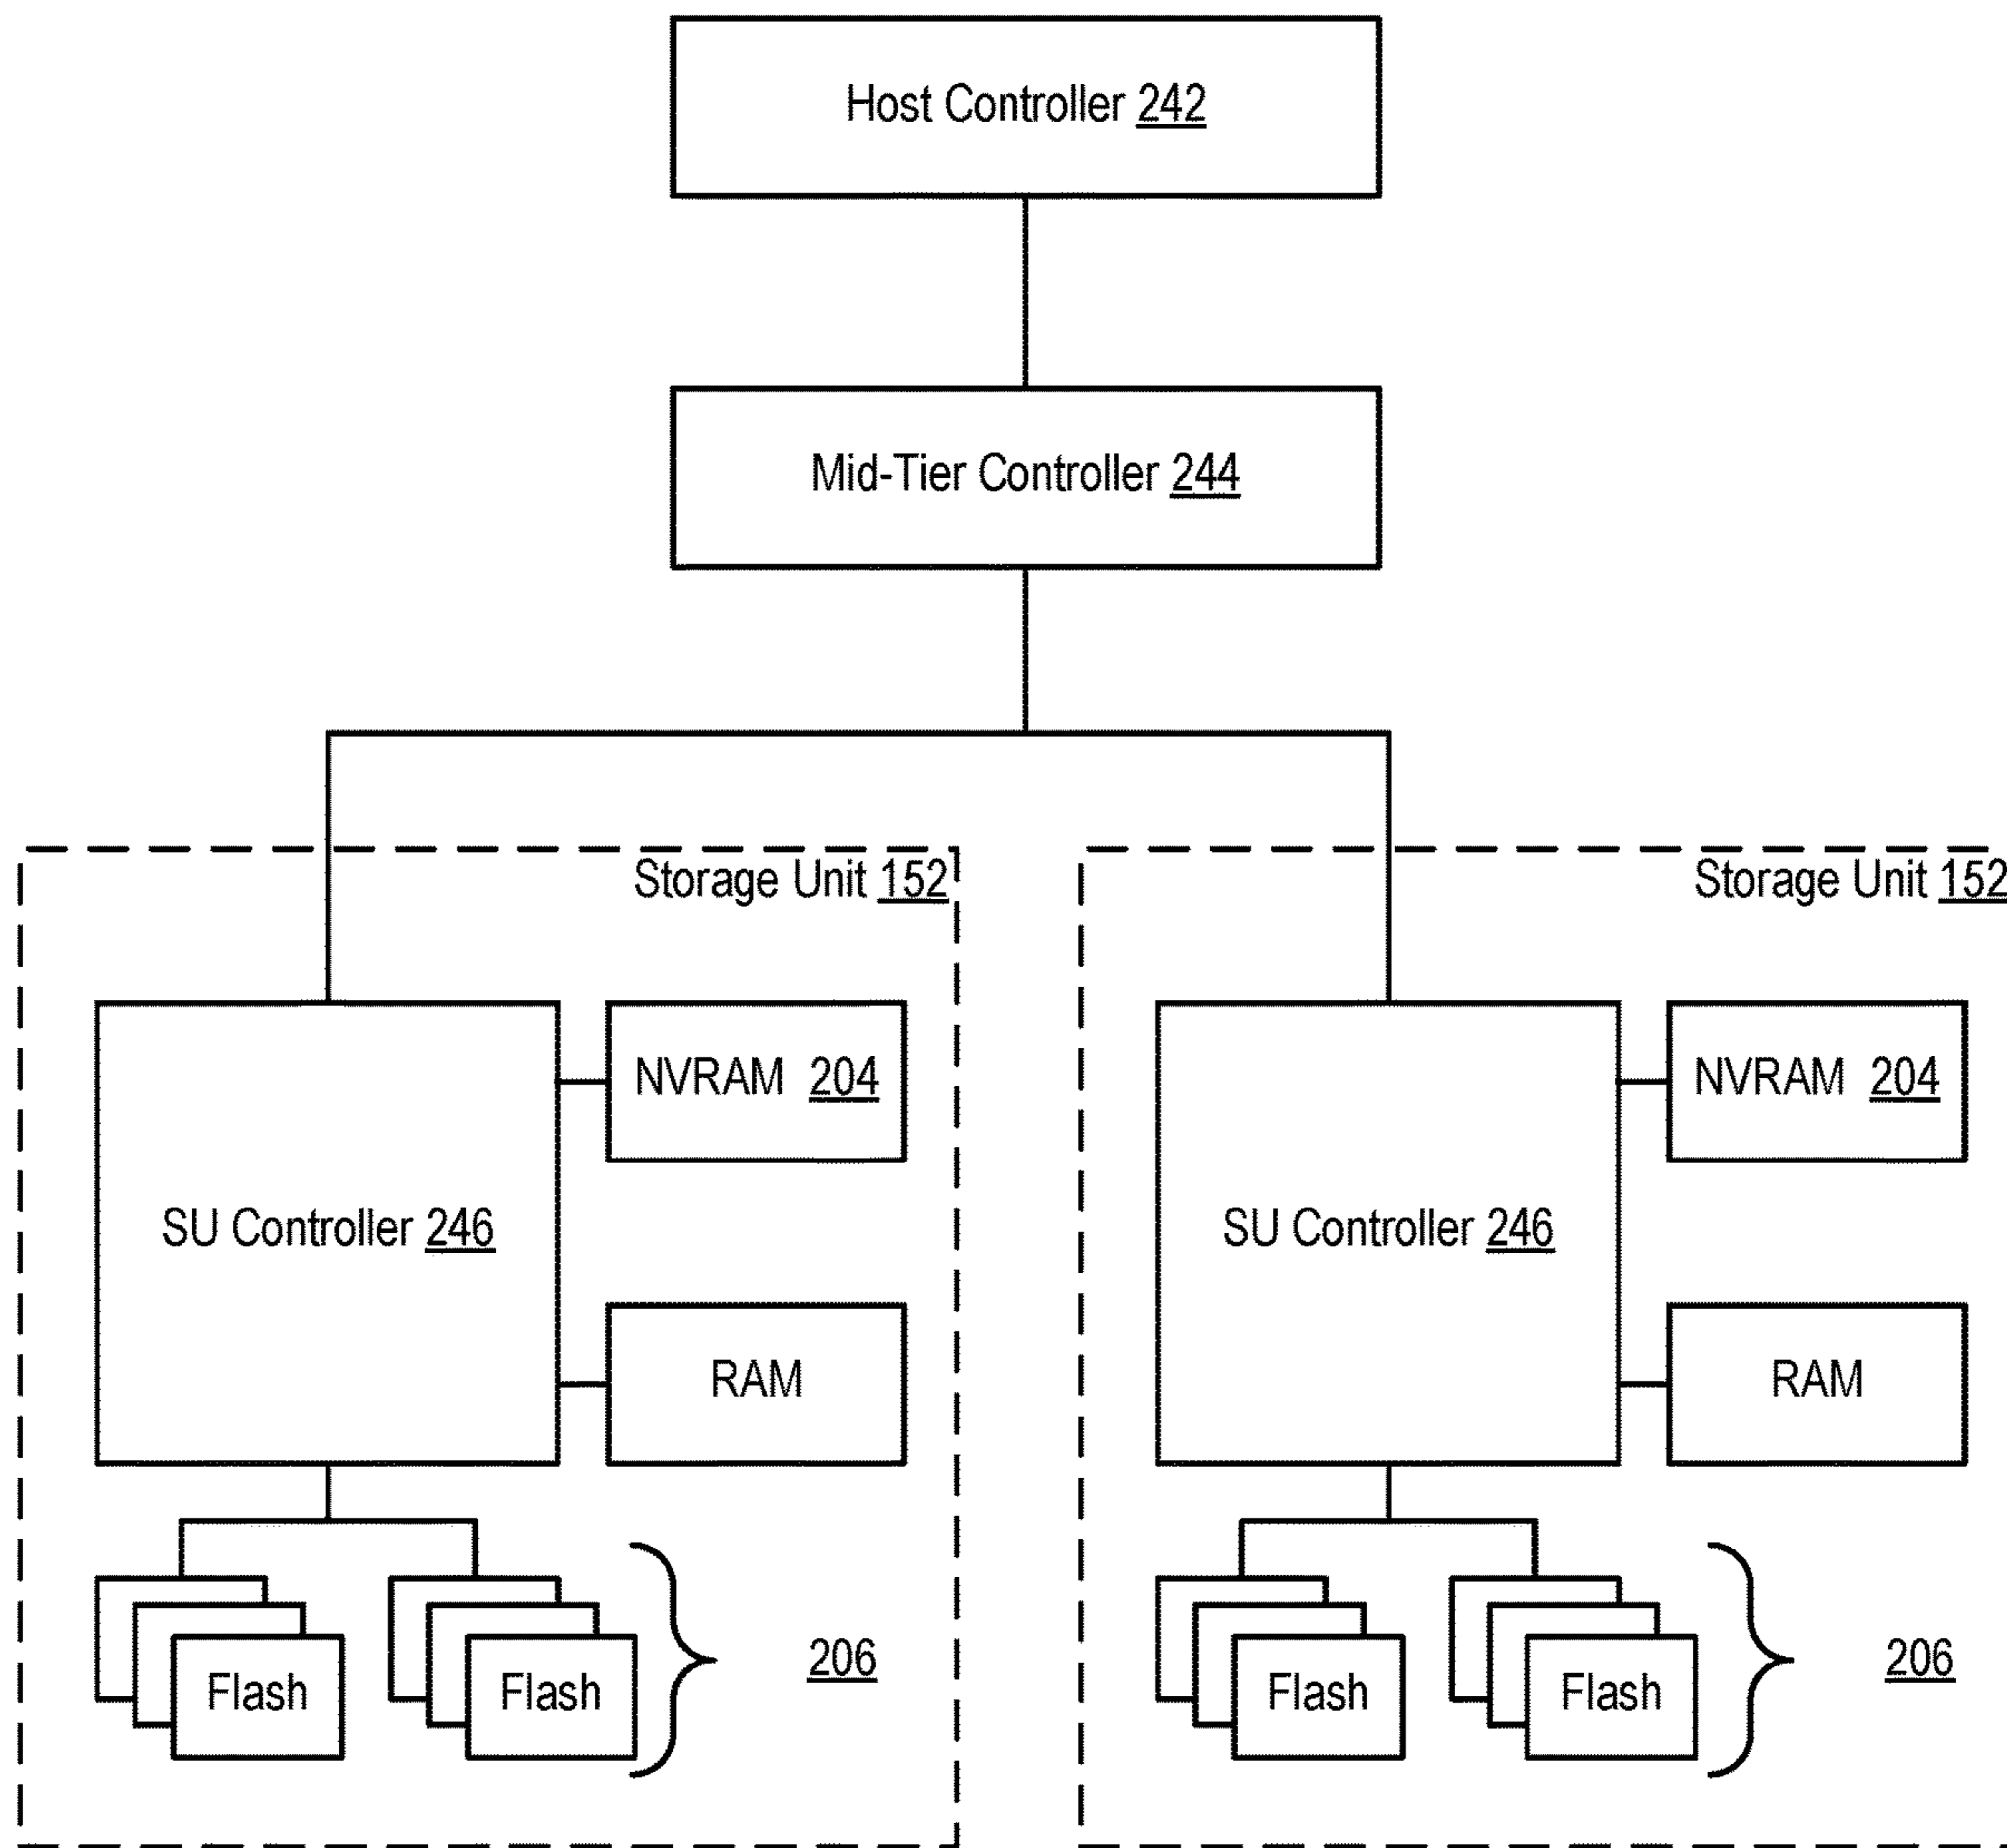 Host Controller 242
Mid-Tier Controller 244
Storage Unit 152
Storage Unit 152
NVRAM 204
NVRAM 204
SU Controller 246
SU Controller 246
RAM
RAM
206
206
Flash
Flash
Flash
Flash